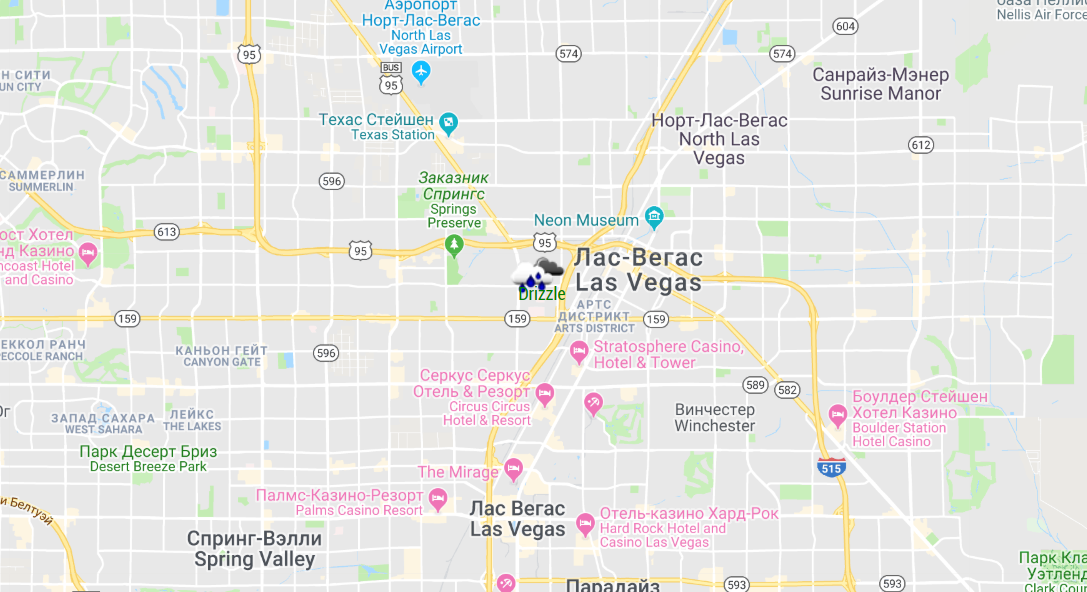 Аэропорт
Норт-Лас-Вегас
North Las
Vegas Airport
604
база Неллис
Nellis Air Force
95
574
574
BUS
95
Н СИТИ
UN CITY
Санрайз-Мэнер
Sunrise Manor
Техас Стейшен
Texas Station
Норт-Лас-Вегас
North Las
Vegas
612
САММЕРЛИН
SUMMERLIN
596
Заказник
Спрингс
Springs
Preserve
Neon Museum
613
95
95
ост Хотел
нд Казино
ncoast Hotel
and Casino
Лас-Вегас
Las Vegas
Drizzle
АРТС
ДИСТРИКТ
ARTS DISTRICT
159
159
159
ЕККОЛ РАНЧ
PECCOLE RANCH
КАНЬОН ГЕЙТ
CANYON GATE
596
Stratosphere Casino,
Hotel & Tower
Серкус Серкус
Отель & Резорт
Circus Circus
Hotel & Resort
589
582
Боулдер Стейшен
Хотел Казино
Boulder Station
Hotel Casino
Ог
ЗАПАД САХАРА
WEST SAHARA
ЛЕЙКС
THE LAKES
Винчестер
Winchester
Парк Десерт Бриз
Desert Breeze Park
The Mirage
515
Палмс-Казино-Резорт
Palms Casino Resort
и Белтуэй
Лас Вегас
Las Vegas
Отель-казино Хард-Рок
Hard Rock Hotel and
Casino Las Vegas
Спринг-Вэлли
Spring Valley
Парк Кла
Уэтленд
Clark Coun
Парадайз
593
593